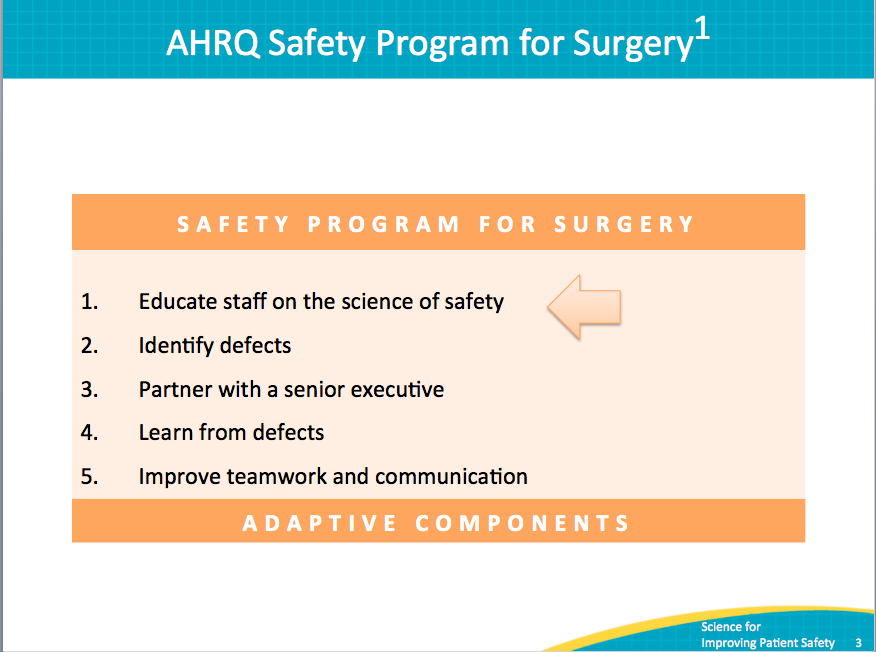 AHRQ Safety Program for Surgery1
SAFETY PROGRAM FOR SURGERY
1. Educate staff on the science of safety
2. Identify defects
3. Partner with a senior executive
4. Learn from defects
5. Improve teamwork and communication
ADAPTIVE COMPONENTS
Science for
Improving Patient Safety 3